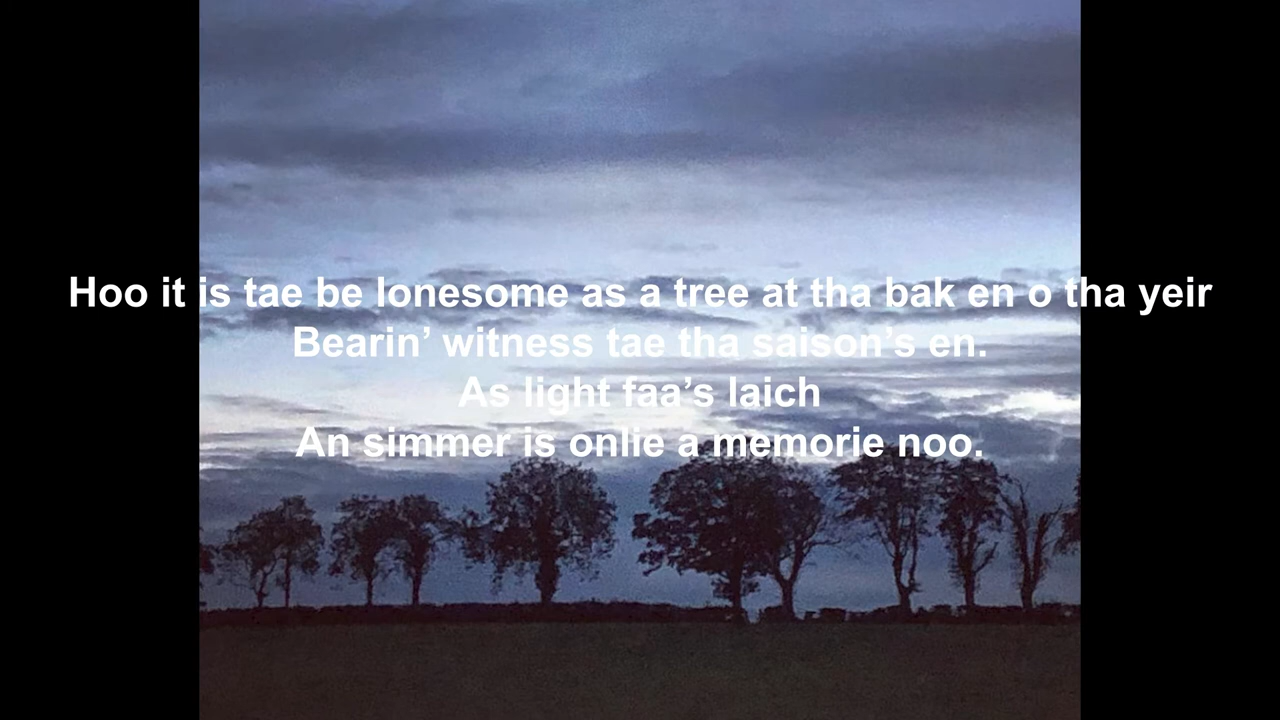 Hoo it is tae be lonesome as a tree at tha bak en o tha yeir
Bearin’ witness tae tha saison’s en.
As light faa’s laich
An simmer is onlie a memorie noo.